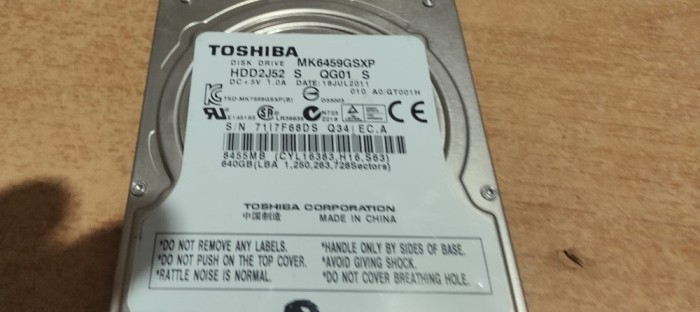 TOSHIBA
DISK DRIVE MK6459GSXP
HDD2J52 S QG01 S
DC+5V 1.0A DATE:18JUL2011
010 A0/GT001H
S/N 71I7F68DS Q34 EC.A
8455MB (CYL16383,H16,S63)
640GB(LBA 1,250,263,728Sectors)
TOSHIBA CORPORATION
中国制造 MADE IN CHINA
*DO NOT REMOVE ANY LABELS.
*DO NOT PUSH ON THE TOP COVER.
*RATTLE NOISE IS NORMAL.
*HANDLE ONLY BY SIDES OF BASE.
*AVOID GIVING SHOCK.
*DO NOT COVER BREATHING HOLE.